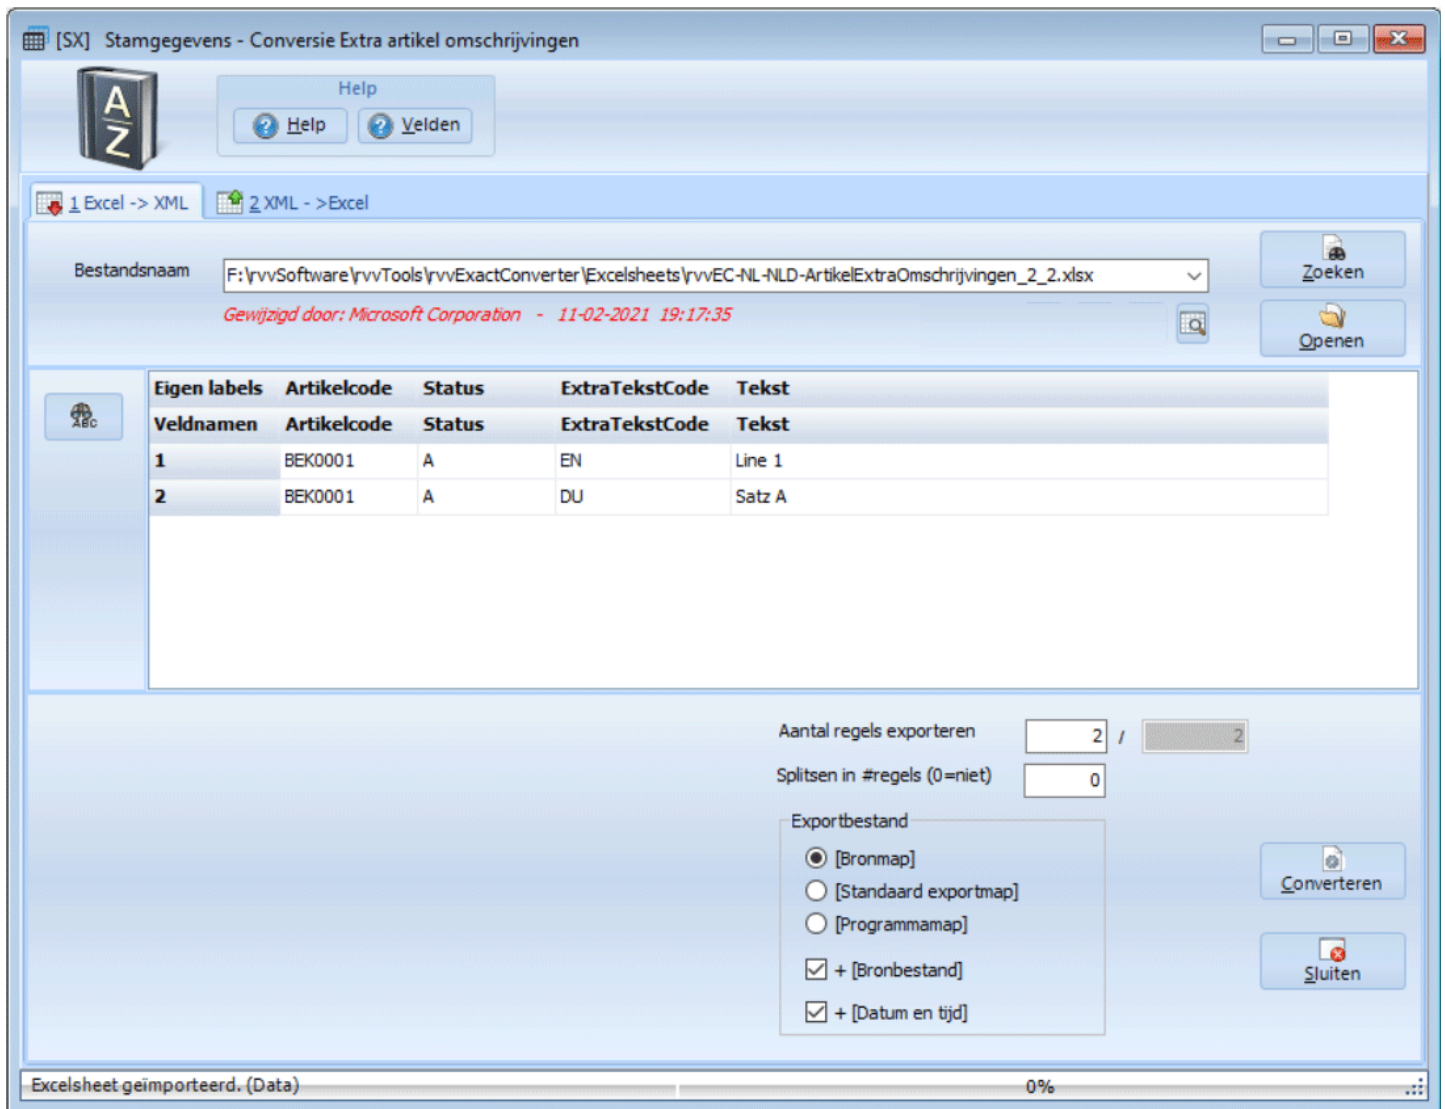 [SX] Stamgegevens - Conversie Extra artikel omschrijvingen
A
Z
Help
Help Velden
1 Excel -> XML 2 XML - >Excel
Bestandsnaam F:\rvvSoftware\rvvTools\rvvExactConverter\Excelsheets\rvvEC-NL-NLD-ArtikelExtraOmschrijvingen_2_2.xlsx
Zoeken
Gewijzigd door: Microsoft Corporation - 11-02-2021 19:17:35
Openen
ABC
Eigen labels Artikelcode Status ExtraTekstCode Tekst
Veldnamen Artikelcode Status ExtraTekstCode Tekst
1 BEK0001 A EN Line 1
2 BEK0001 A DU Satz A
Aantal regels exporteren 2 / 2
Splitsen in #regels (0=niet) 0
Exportbestand
[Bronmap]
[Standaard exportmap]
[Programmamap]
+ [Bronbestand]
+ [Datum en tijd]
Converteren
Sluiten
Excelsheet geïmporteerd. (Data) 0%